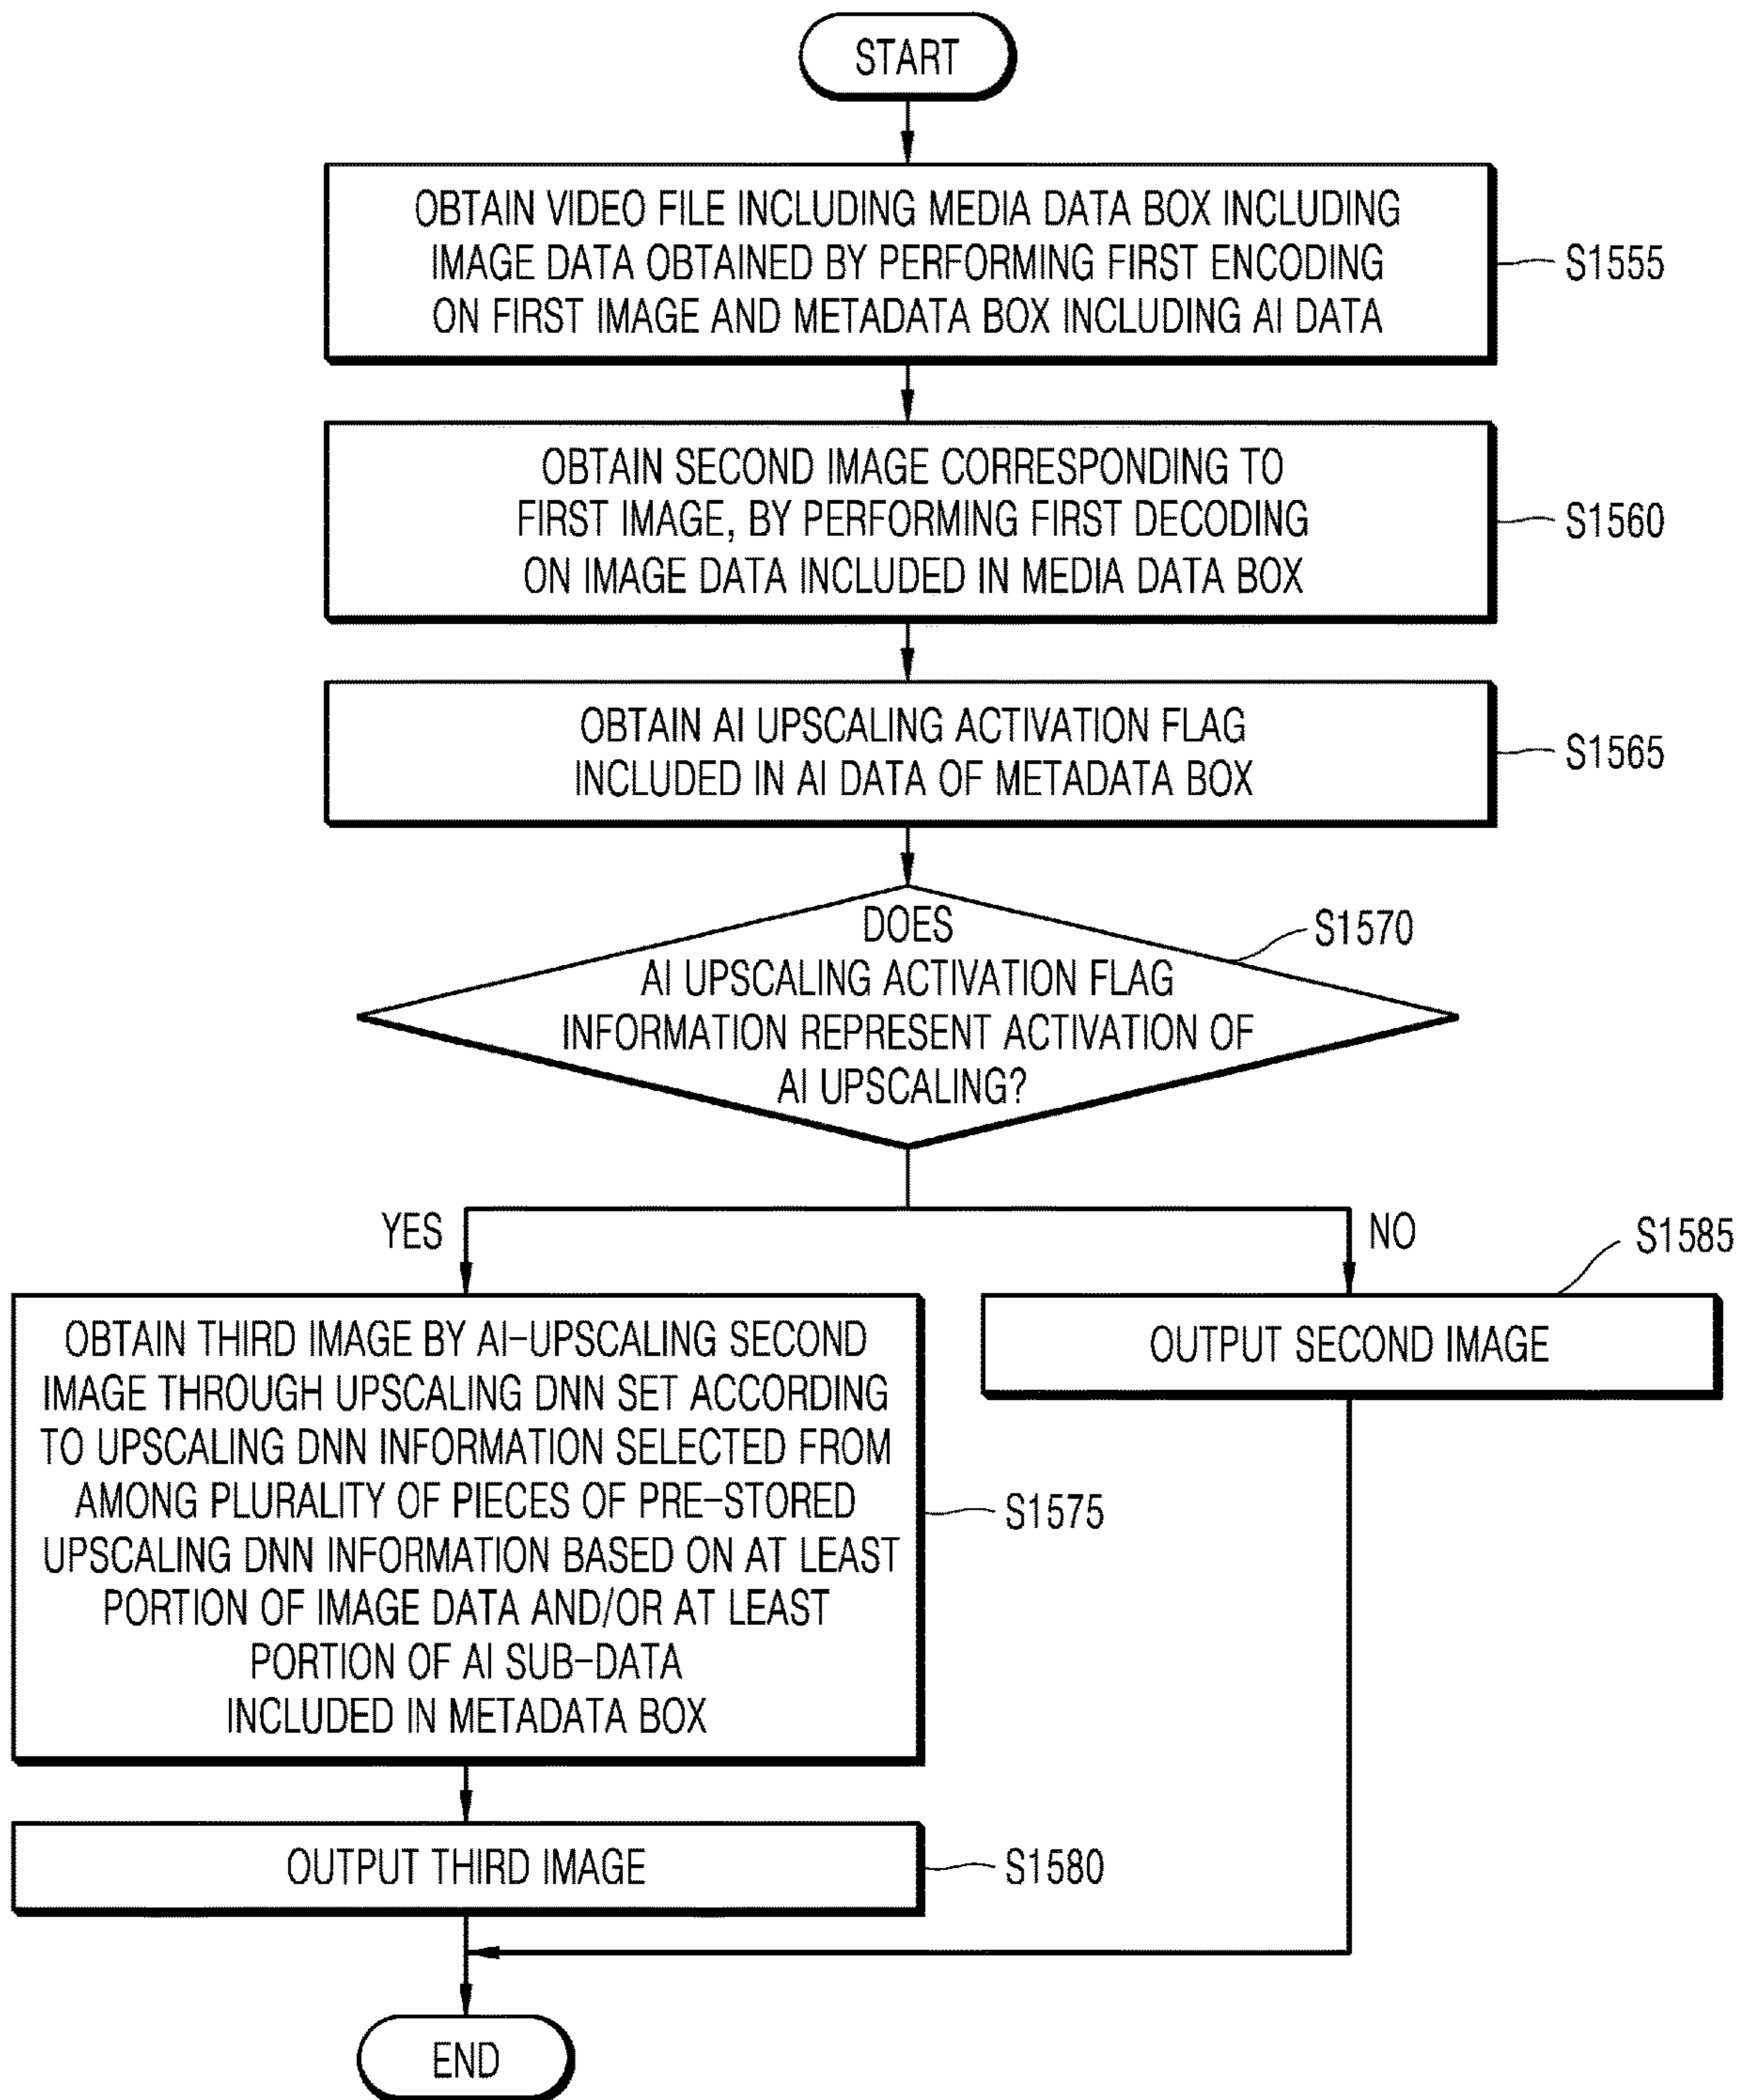 START
OBTAIN VIDEO FILE INCLUDING MEDIA DATA BOX INCLUDING
IMAGE DATA OBTAINED BY PERFORMING FIRST ENCODING
ON FIRST IMAGE AND METADATA BOX INCLUDING AI DATA
S1555
OBTAIN SECOND IMAGE CORRESPONDING TO
FIRST IMAGE, BY PERFORMING FIRST DECODING
ON IMAGE DATA INCLUDED IN MEDIA DATA BOX
S1560
OBTAIN AI UPSCALING ACTIVATION FLAG
INCLUDED IN AI DATA OF METADATA BOX
S1565
DOES
AI UPSCALING ACTIVATION FLAG
INFORMATION REPRESENT ACTIVATION OF
AI UPSCALING?
S1570
YES
NO
S1585
OBTAIN THIRD IMAGE BY AI-UPSCALING SECOND
IMAGE THROUGH UPSCALING DNN SET ACCORDING
TO UPSCALING DNN INFORMATION SELECTED FROM
AMONG PLURALITY OF PIECES OF PRE-STORED
UPSCALING DNN INFORMATION BASED ON AT LEAST
PORTION OF IMAGE DATA AND/OR AT LEAST
PORTION OF AI SUB-DATA
INCLUDED IN METADATA BOX
S1575
OUTPUT SECOND IMAGE
OUTPUT THIRD IMAGE
S1580
END